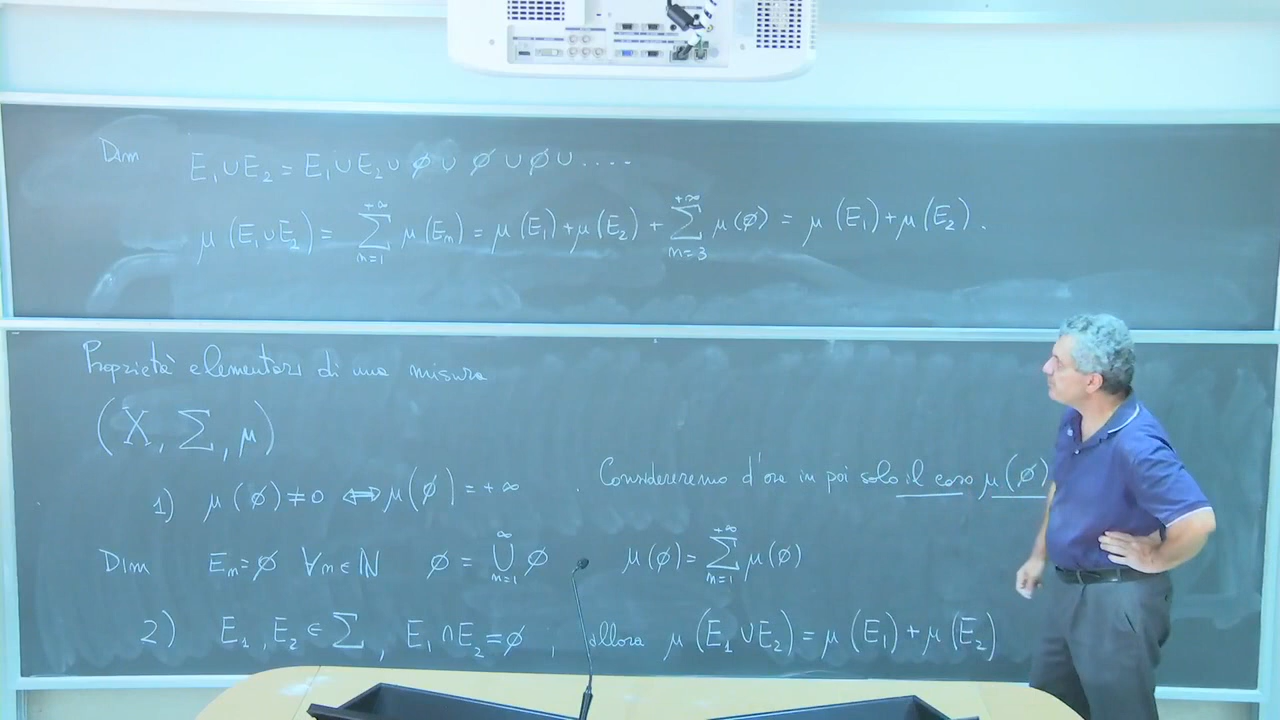 Dim E₁∪E₂ = E₁∪E₂∪ ∅ ∪ ∅ ∪ ∅ ∪ .....
μ (E₁∪E₂) = ∑_{n=1}^{+∞} μ(Eₙ) = μ(E₁)+μ(E₂) + ∑_{n=3}^{+∞} μ(∅) = μ(E₁)+μ(E₂).
Proprietà elementari di una misura
(X, Σ, μ)
1) μ(∅)≠0 ⟺ μ(∅) = +∞ . Considereremo d'ora in poi solo il caso μ(∅)
Dim Eₙ=∅ ∀n∈ℕ ∅ = ⋃_{n=1}^{∞} ∅ μ(∅)= ∑_{n=1}^{+∞} μ(∅)
2) E₁, E₂ ∈ Σ, E₁∩E₂=∅, allora μ(E₁∪E₂) = μ(E₁)+μ(E₂)